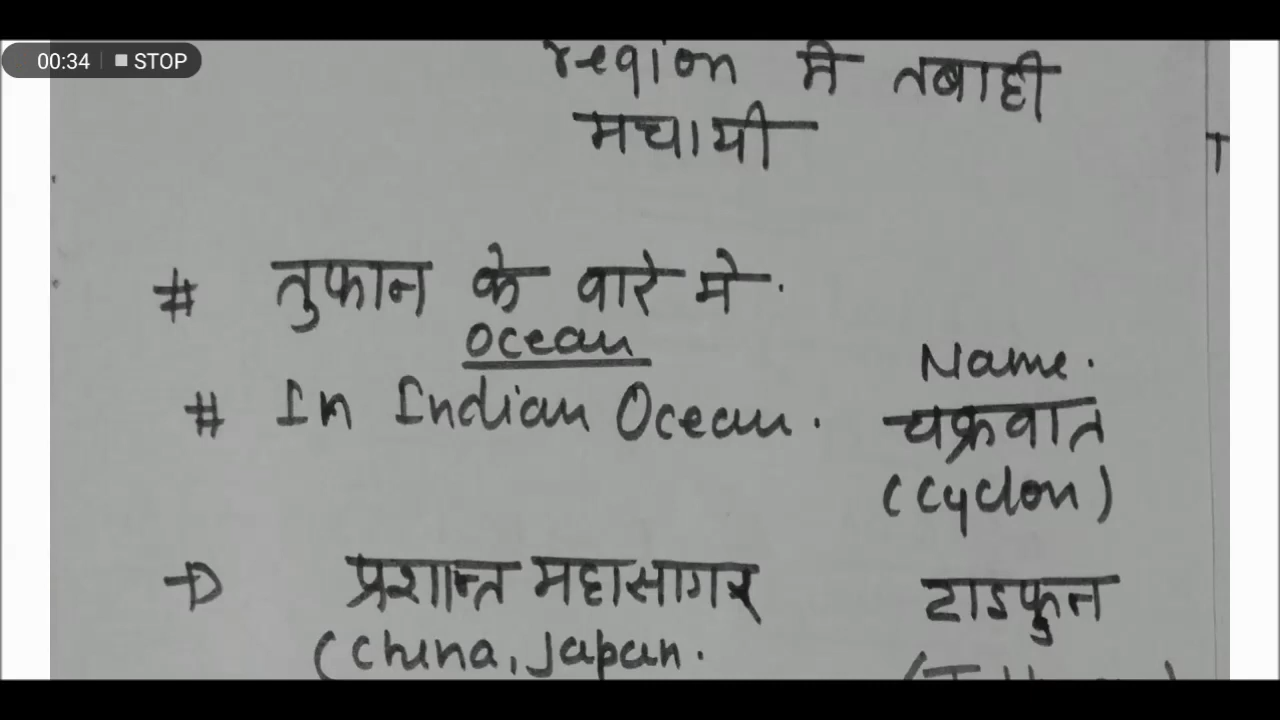 00:34 STOP
region मे तबाही
मचायी
# तुफान के वारे मे.
Ocean
Name.
# In Indian Ocean. चक्रवात
(Cyclon)
→ प्रशान्त महासागर टाइफुन
(China, Japan.